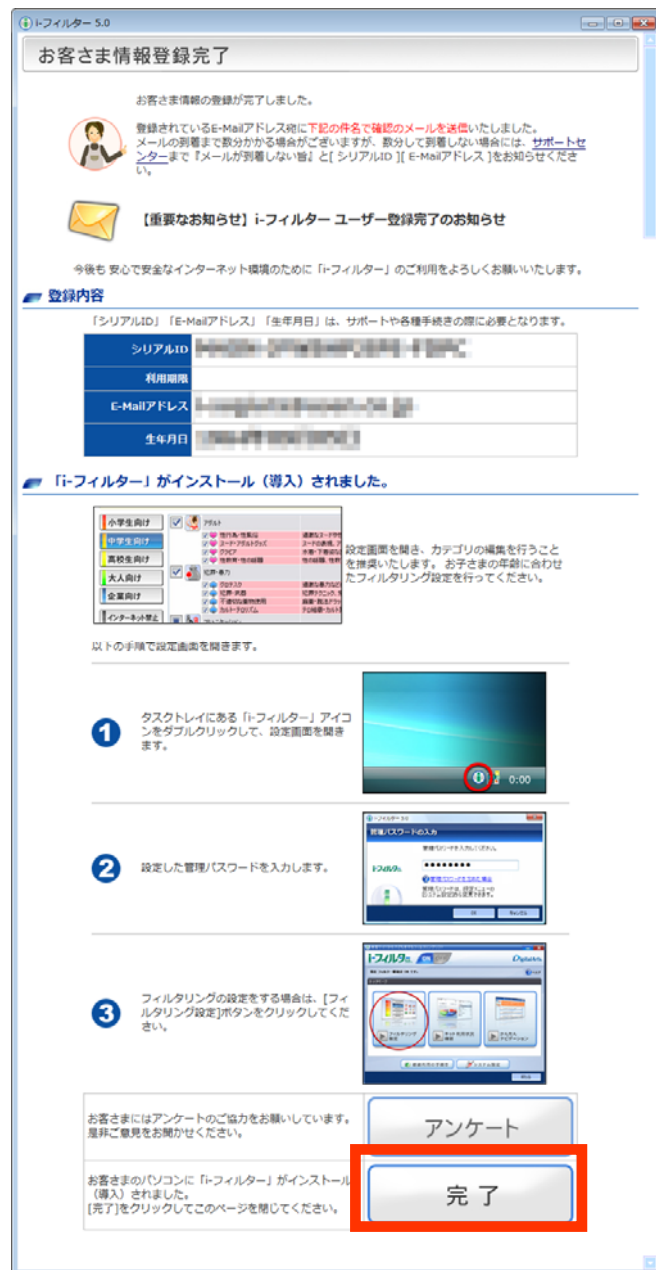 i-フィルター 5.0
お客さま情報登録完了
お客さま情報の登録が完了しました。
登録されているE-Mailアドレス宛に下記の件名で確認のメールを送信いたしました。
メールの到着まで数分かかる場合がございますが、数分して到着しない場合には、サポートセ
ンターまで『メールが到着しない旨』と[ シリアルID ][ E-Mailアドレス ]をお知らせくださ
い。
【重要なお知らせ】i-フィルター ユーザー登録完了のお知らせ
今後も 安心で安全なインターネット環境のために「i-フィルター」のご利用をよろしくお願いいたします。
登録内容
「シリアルID」「E-Mailアドレス」「生年月日」は、サポートや各種手続きの際に必要となります。
シリアルID
利用期限
E-Mailアドレス
生年月日
「i-フィルター」がインストール（導入）されました。
小学生向け
中学生向け
高校生向け
大人向け
企業向け
インターネット禁止
アダルト
設定画面を開き、カテゴリの編集を行うこと
を推奨いたします。 お子さまの年齢に合わせ
たフィルタリング設定を行ってください。
以下の手順で設定画面を開きます。
1
タスクトレイにある「i-フィルター」アイコ
ンをダブルクリックして、設定画面を開き
ます。
0:00
2
設定した管理パスワードを入力します。
管理パスワードの入力
3
フィルタリングの設定をする場合は、[フィ
ルタリング設定]ボタンをクリックしてくだ
さい。
i-フィルター
お客さまにはアンケートのご協力をお願いしています。
是非ご意見をお聞かせください。
アンケート
お客さまのパソコンに「i-フィルター」がインストール
（導入）されました。
[完了]をクリックしてこのページを閉じてください。
完了